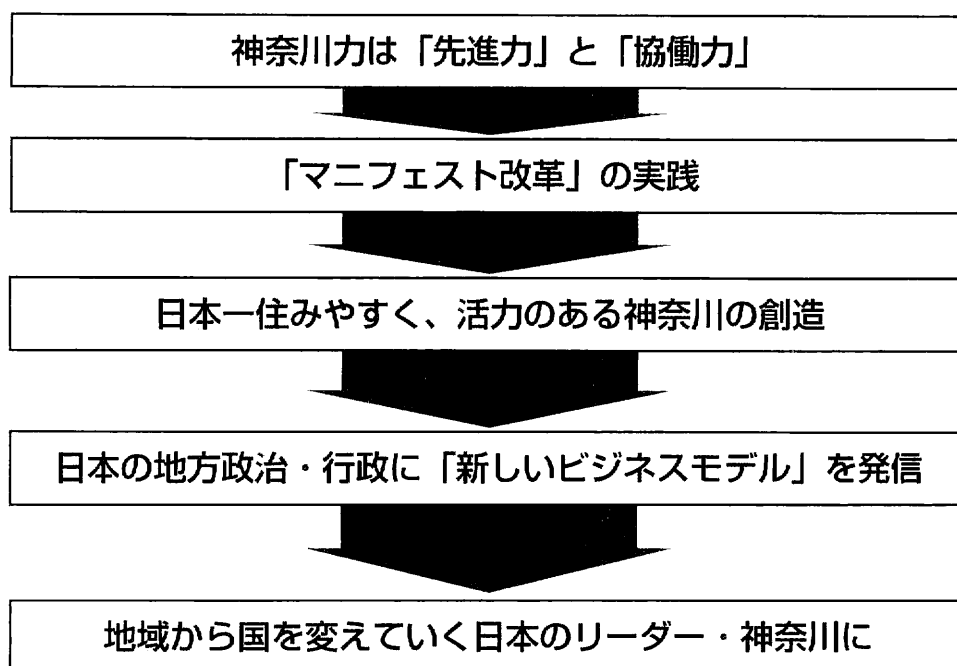 神奈川力は「先進力」と「協働力」
「マニフェスト改革」の実践
日本一住みやすく、活力のある神奈川の創造
日本の地方政治・行政に「新しいビジネスモデル」を発信
地域から国を変えていく日本のリーダー・神奈川に